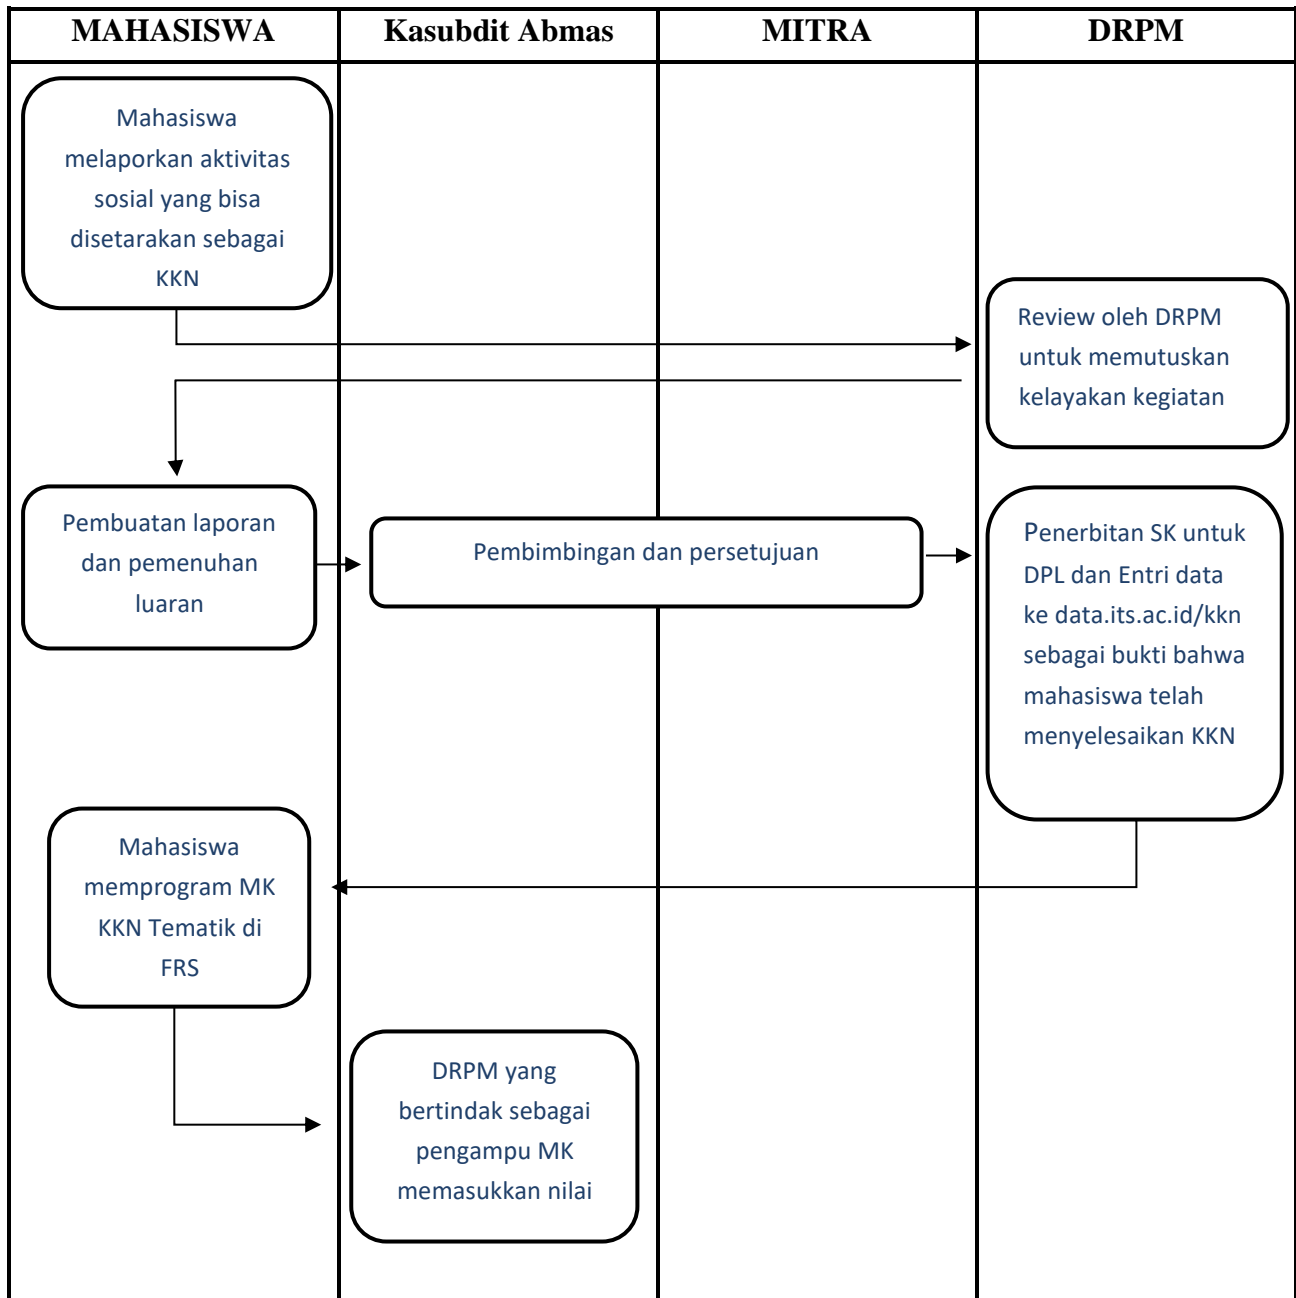 MAHASISWA
Kasubdit Abmas
MITRA
DRPM
Mahasiswa
melaporkan aktivitas
sosial yang bisa
disetarakan sebagai
KKN
Review oleh DRPM
untuk memutuskan
kelayakan kegiatan
Pembuatan laporan
dan pemenuhan
luaran
Pembimbingan dan persetujuan
Penerbitan SK untuk
DPL dan Entri data
ke data.its.ac.id/kkn
sebagai bukti bahwa
mahasiswa telah
menyelesaikan KKN
Mahasiswa
memprogram MK
KKN Tematik di
FRS
DRPM yang
bertindak sebagai
pengampu MK
memasukkan nilai